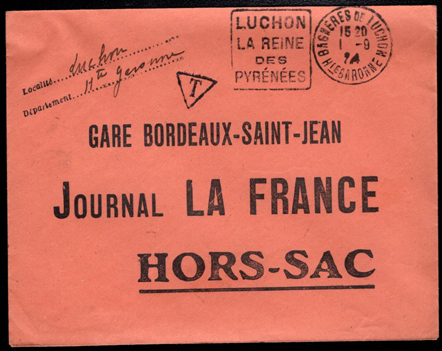 LUCHON
LA REINE
DES
PYRÉNÉES
BAGNÈRES DE LUCHON
15 20
1 -9
Hte GARONNE
Localité Luchon
Département Hte Garonne
T
GARE BORDEAUX-SAINT-JEAN
JOURNAL LA FRANCE
HORS-SAC